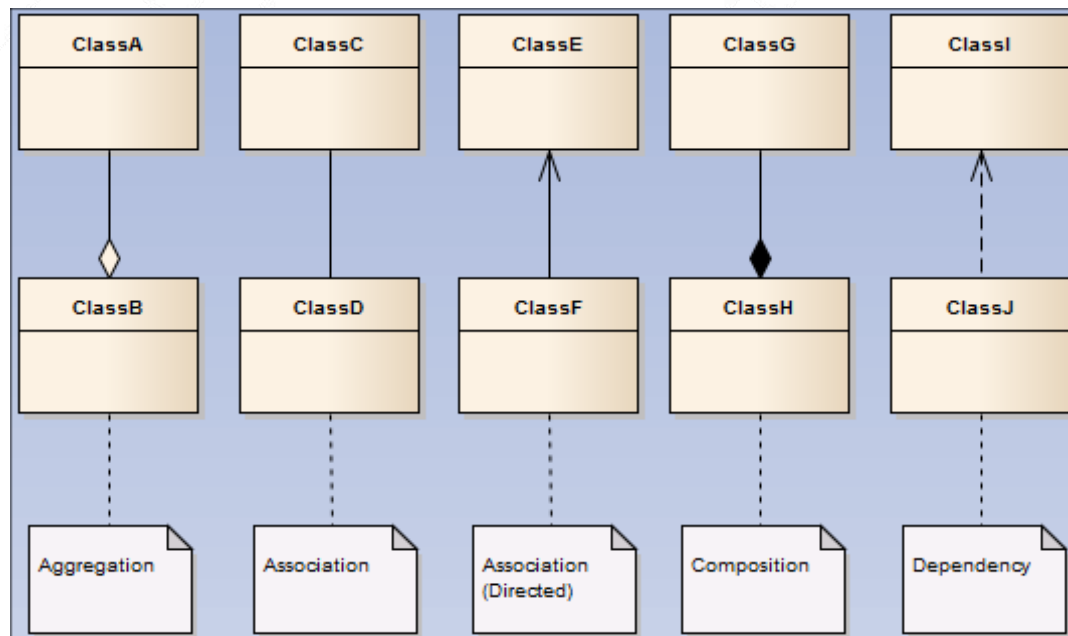 ClassA
ClassC
ClassE
ClassG
ClassI
ClassB
ClassD
ClassF
ClassH
ClassJ
Aggregation
Association
Association
(Directed)
Composition
Dependency